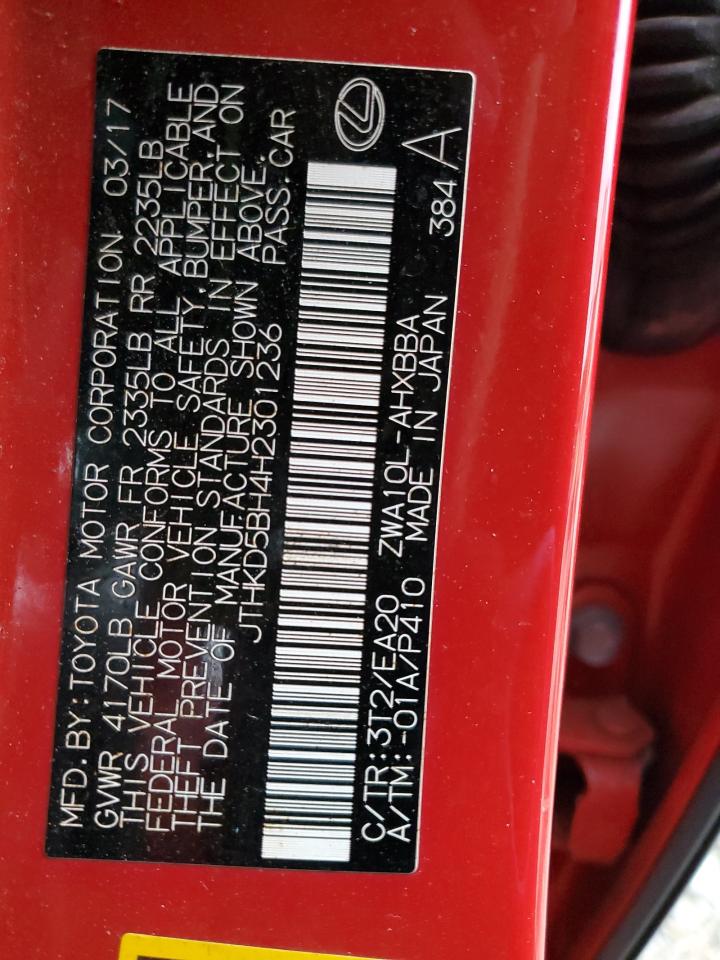 MFD. BY: TOYOTA MOTOR CORPORATION 03/17
GVWR 4170LB GAWR FR 2335LB RR 2235LB
THIS VEHICLE CONFORMS TO ALL APPLICABLE
FEDERAL MOTOR VEHICLE SAFETY, BUMPER, AND
THEFT PREVENTION STANDARDS IN EFFECT ON
THE DATE OF MANUFACTURE SHOWN ABOVE.
JTHKD5BH4H2301236 PASS. CAR
C/TR: 3T2/EA20 ZWA10L-AHXBBA
A/TM: -01A/P410 MADE IN JAPAN 384 A